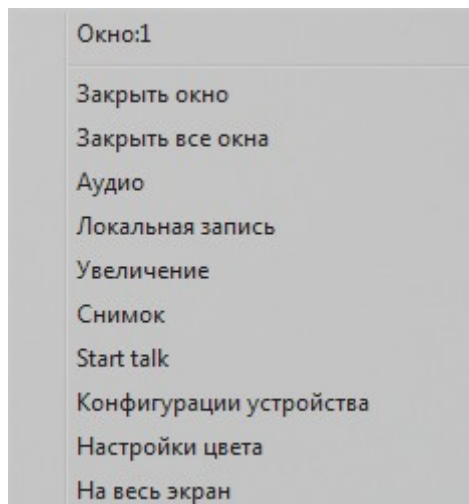 Окно:1
Закрыть окно
Закрыть все окна
Аудио
Локальная запись
Увеличение
Снимок
Start talk
Конфигурации устройства
Настройки цвета
На весь экран